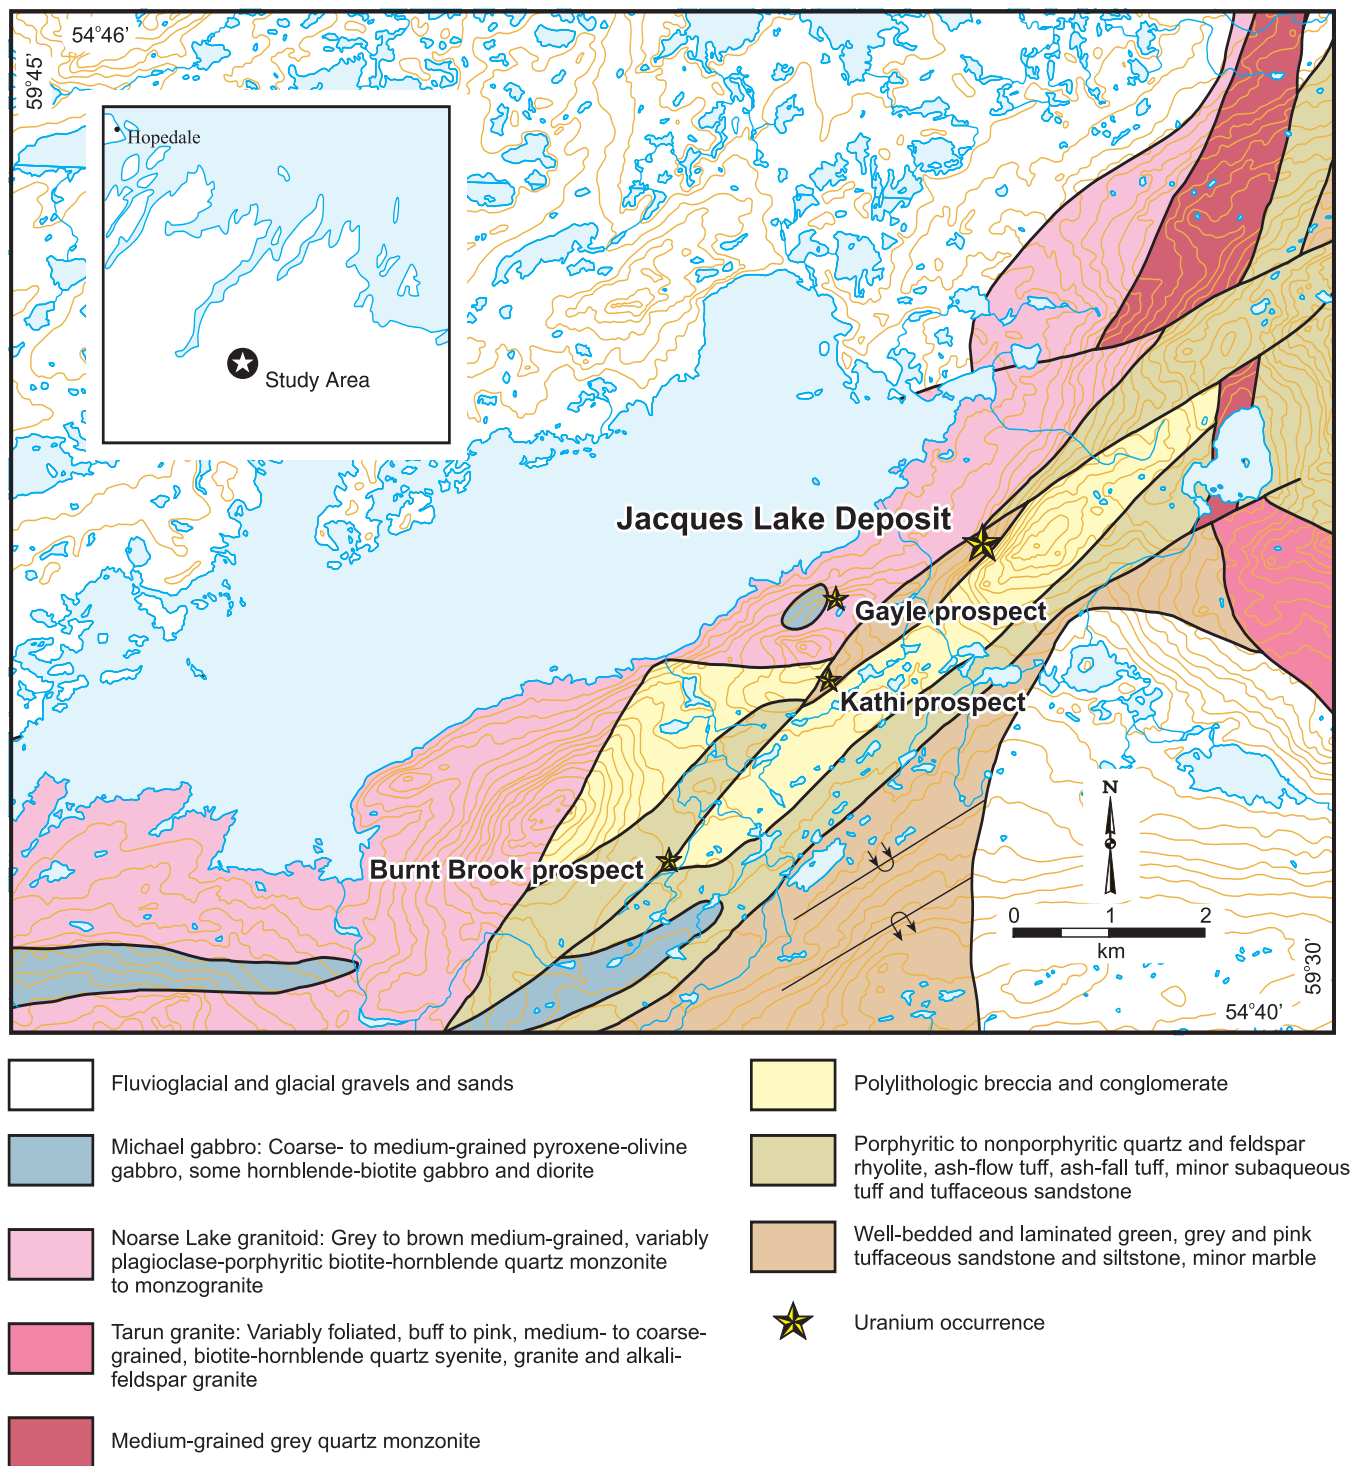 54°46’
59°45’
Hopedale
Study Area
Jacques Lake Deposit
Gayle prospect
Kathi prospect
Burnt Brook prospect
N
0 1 2
km
59°30’
54°40’
Fluvioglacial and glacial gravels and sands
Michael gabbro: Coarse- to medium-grained pyroxene-olivine
gabbro, some hornblende-biotite gabbro and diorite
Noarse Lake granitoid: Grey to brown medium-grained, variably
plagioclase-porphyritic biotite-hornblende quartz monzonite
to monzogranite
Tarun granite: Variably foliated, buff to pink, medium- to coarse-
grained, biotite-hornblende quartz syenite, granite and alkali-
feldspar granite
Medium-grained grey quartz monzonite
Polylithologic breccia and conglomerate
Porphyritic to nonporphyritic quartz and feldspar
rhyolite, ash-flow tuff, ash-fall tuff, minor subaqueous
tuff and tuffaceous sandstone
Well-bedded and laminated green, grey and pink
tuffaceous sandstone and siltstone, minor marble
Uranium occurrence